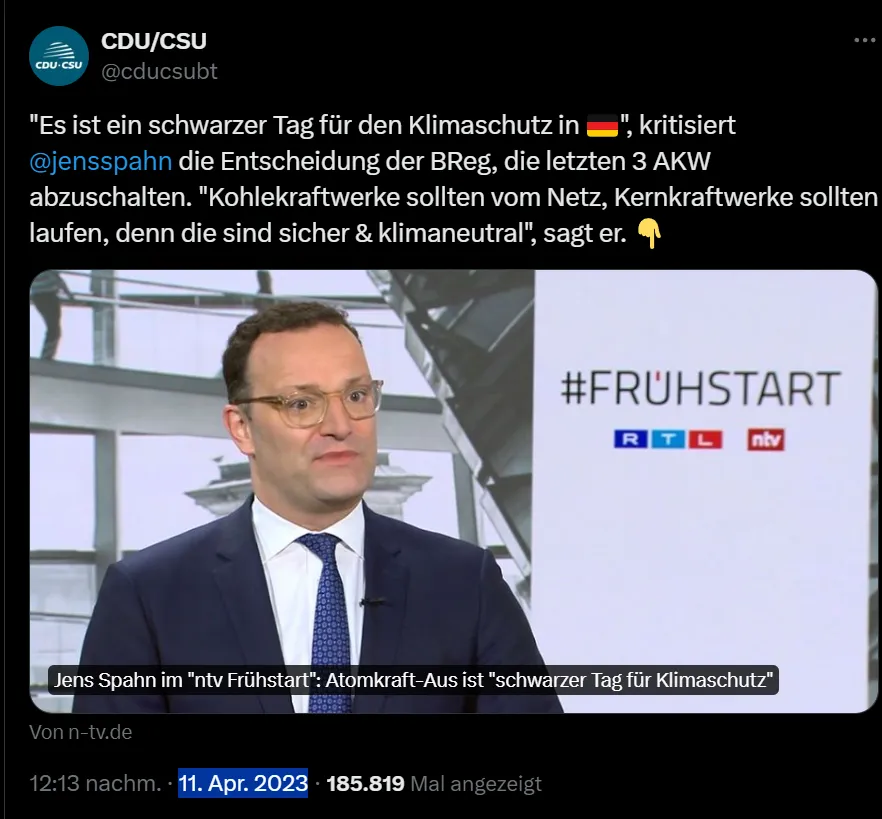 CDU/CSU
CDU·CSU
@cducsubt
"Es ist ein schwarzer Tag für den Klimaschutz in 🇩🇪", kritisiert
@jensspahn die Entscheidung der BReg, die letzten 3 AKW
abzuschalten. "Kohlekraftwerke sollten vom Netz, Kernkraftwerke sollten
laufen, denn die sind sicher & klimaneutral", sagt er. 👇
#FRÜHSTART
RTL ntv
Jens Spahn im "ntv Frühstart": Atomkraft-Aus ist "schwarzer Tag für Klimaschutz"
Von n-tv.de
12:13 nachm. · 11. Apr. 2023 · 185.819 Mal angezeigt